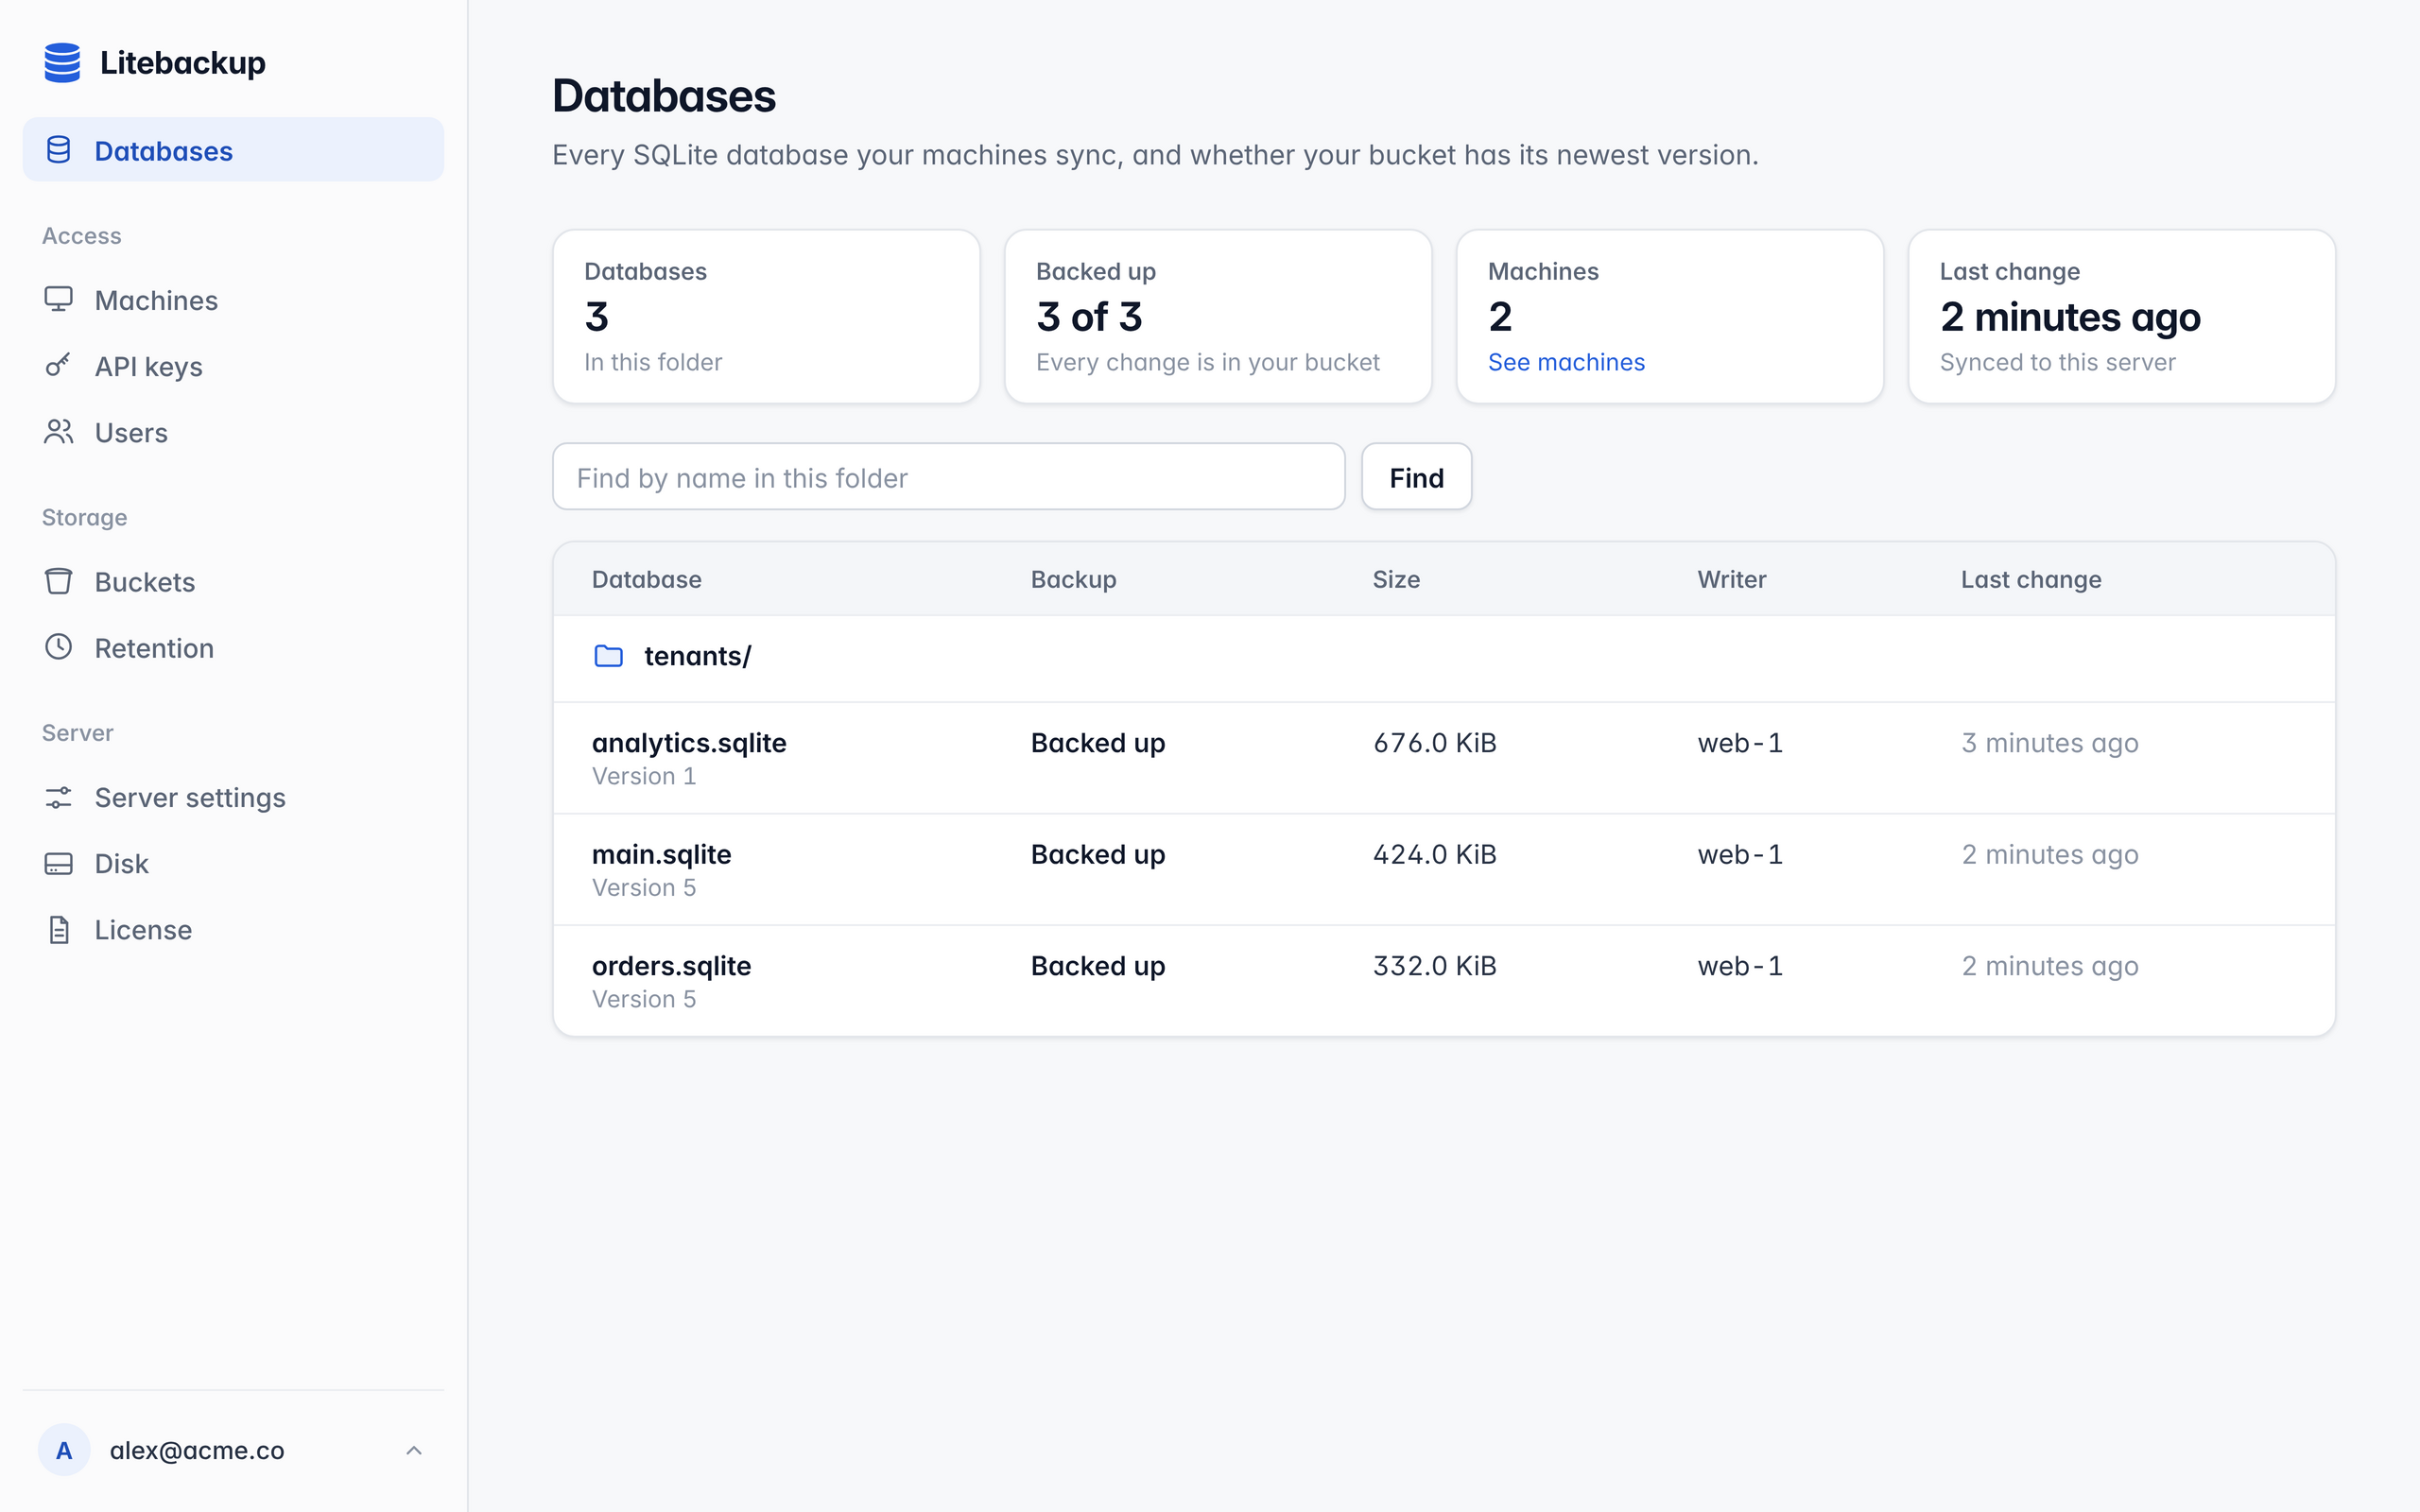 Litebackup
Databases
Access
Machines
API keys
Users
Storage
Buckets
Retention
Server
Server settings
Disk
License
A alex@acme.co
Databases
Every SQLite database your machines sync, and whether your bucket has its newest version.
Databases
3
In this folder
Backed up
3 of 3
Every change is in your bucket
Machines
2
See machines
Last change
2 minutes ago
Synced to this server
Find by name in this folder Find
Database Backup Size Writer Last change
tenants/
analytics.sqlite Backed up 676.0 KiB web-1 3 minutes ago
Version 1
main.sqlite Backed up 424.0 KiB web-1 2 minutes ago
Version 5
orders.sqlite Backed up 332.0 KiB web-1 2 minutes ago
Version 5